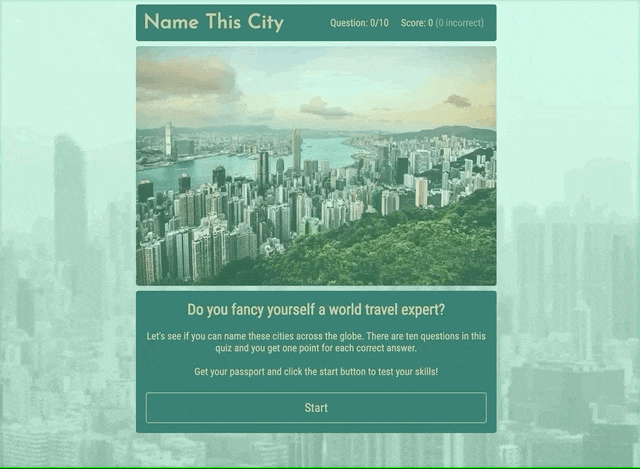 Name This City
Question: 0/10 Score: 0 (0 incorrect)
Do you fancy yourself a world travel expert?
Let's see if you can name these cities across the globe. There are ten questions in this
quiz and you get one point for each correct answer.
Get your passport and click the start button to test your skills!
Start